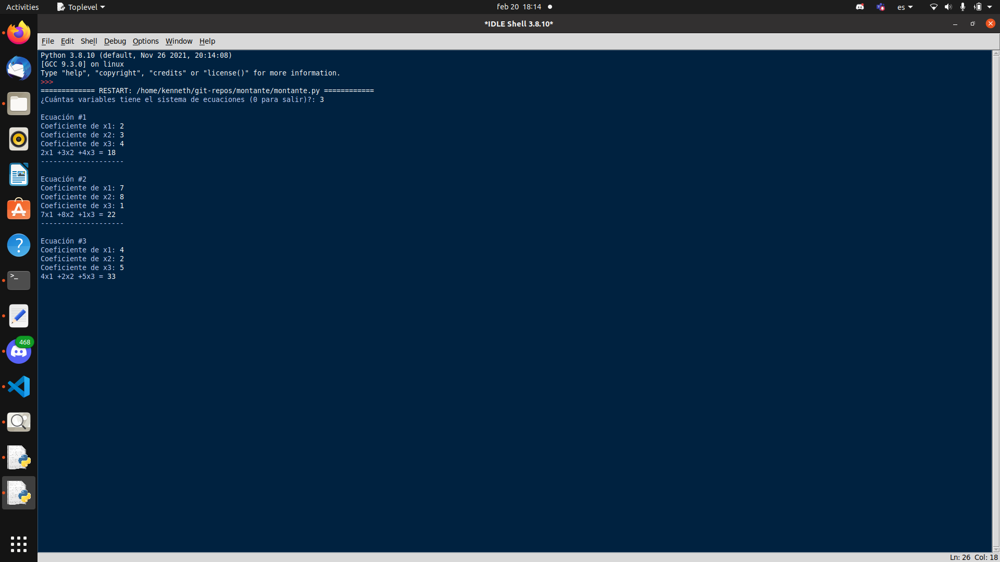 Activities
Toplevel
feb 20 18:14
es
*IDLE Shell 3.8.10*
File Edit Shell Debug Options Window Help
Python 3.8.10 (default, Nov 26 2021, 20:14:08)
[GCC 9.3.0] on linux
Type "help", "copyright", "credits" or "license()" for more information.
>>>
============= RESTART: /home/kenneth/git-repos/montante/montante.py ============
¿Cuántas variables tiene el sistema de ecuaciones (0 para salir)?: 3
Ecuación #1
Coeficiente de x1: 2
Coeficiente de x2: 3
Coeficiente de x3: 4
2x1 +3x2 +4x3 = 18
--------------------
Ecuación #2
Coeficiente de x1: 7
Coeficiente de x2: 8
Coeficiente de x3: 1
7x1 +8x2 +1x3 = 22
--------------------
Ecuación #3
Coeficiente de x1: 4
Coeficiente de x2: 2
Coeficiente de x3: 5
4x1 +2x2 +5x3 = 33
>_
468
Ln: 26 Col: 18